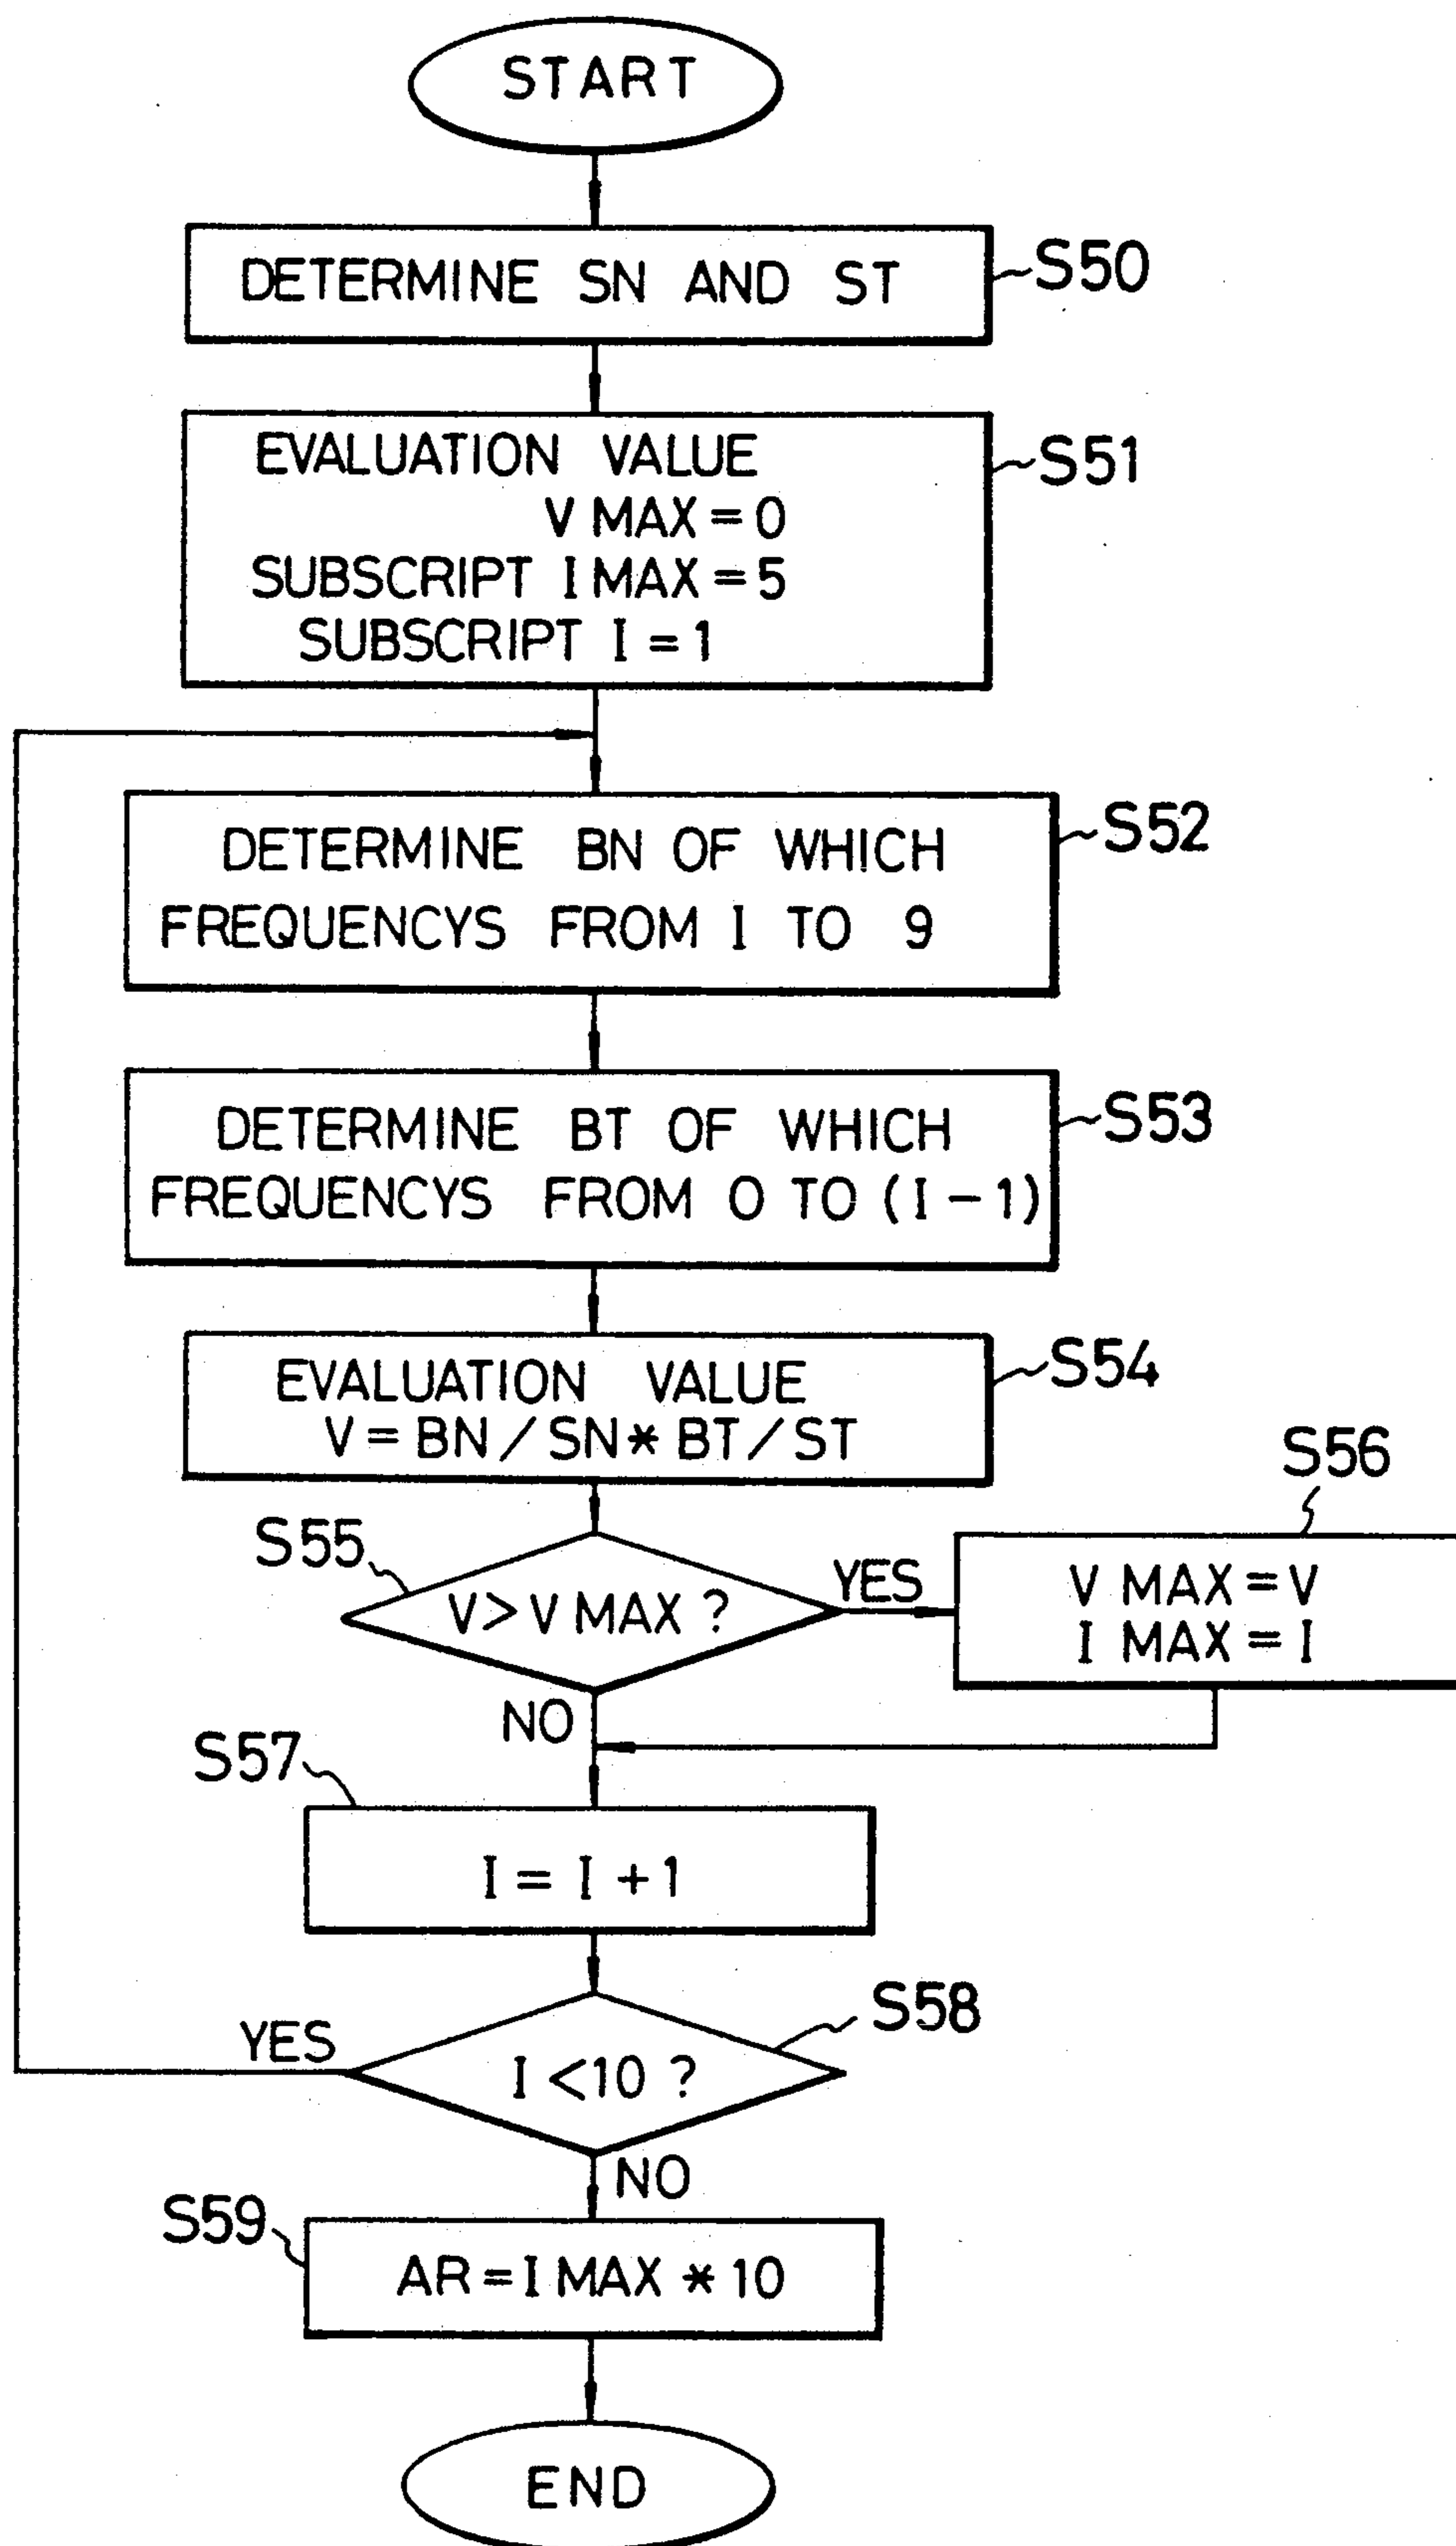 START
DETERMINE SN AND ST
S50
EVALUATION VALUE
V MAX = 0
SUBSCRIPT I MAX = 5
SUBSCRIPT I = 1
S51
DETERMINE BN OF WHICH
FREQUENCYS FROM I TO 9
S52
DETERMINE BT OF WHICH
FREQUENCYS FROM 0 TO (I - 1)
S53
EVALUATION VALUE
V = BN / SN * BT / ST
S54
S55
V > V MAX ?
YES
S56
V MAX = V
I MAX = I
NO
S57
I = I + 1
S58
YES
I < 10 ?
NO
S59
AR = I MAX * 10
END